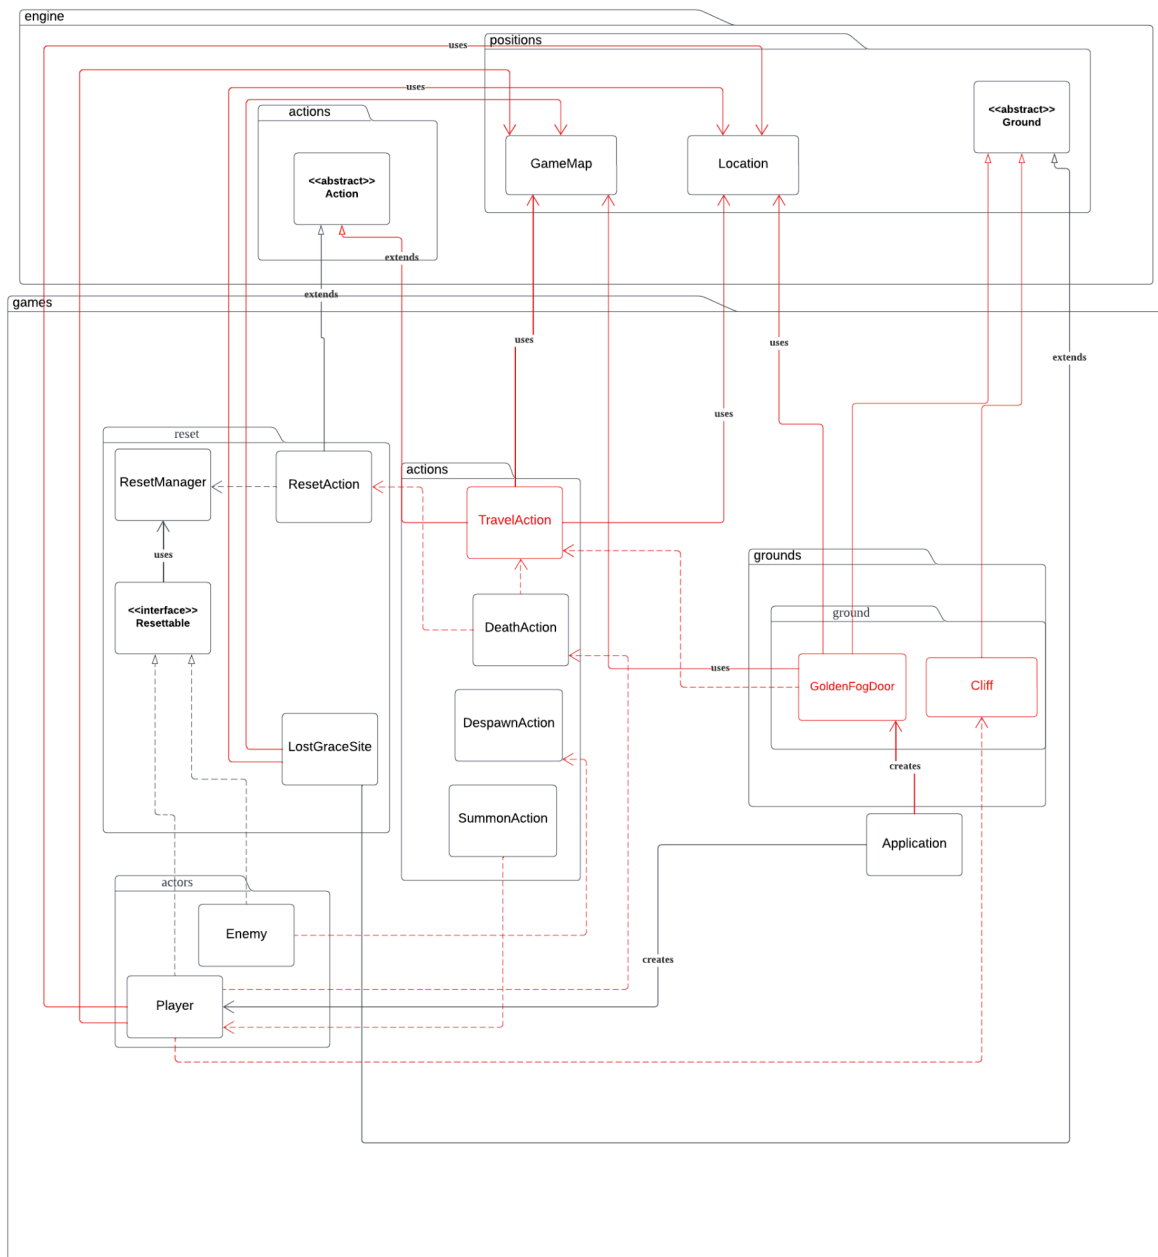 engine
positions
uses
uses
actions
<<abstract>>
Ground
<<abstract>>
Action
GameMap
Location
extends
extends
games
uses
uses
extends
uses
reset
ResetManager
ResetAction
actions
TravelAction
uses
grounds
<<interface>>
Resettable
ground
DeathAction
uses
GoldenFogDoor
Cliff
DespawnAction
LostGraceSite
creates
SummonAction
Application
actors
Enemy
creates
Player